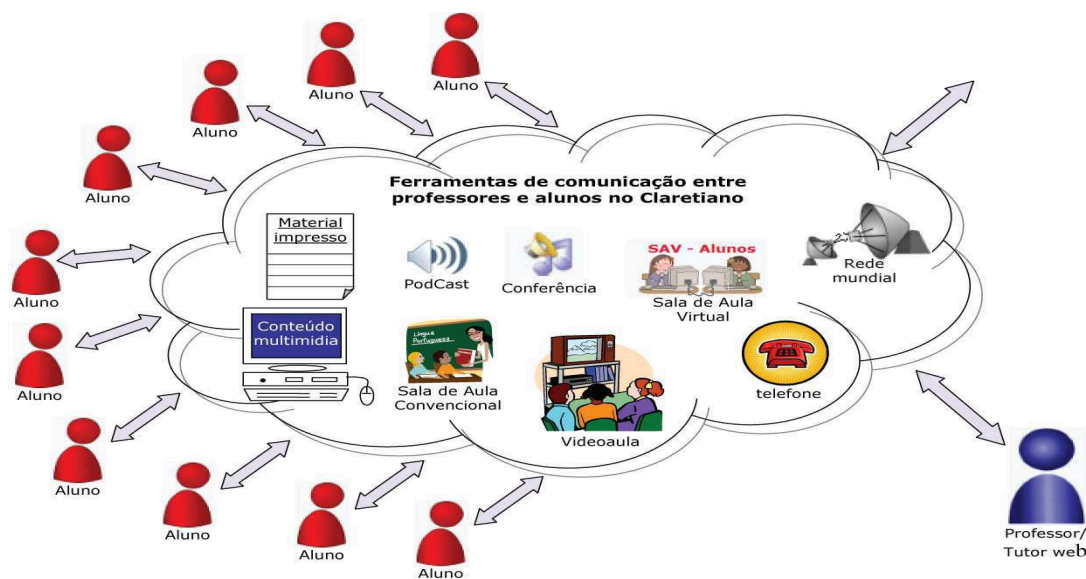 Aluno
Aluno
Aluno
Aluno
Aluno
Aluno
Aluno
Aluno
Aluno
Aluno
Ferramentas de comunicação entre
professores e alunos no Claretiano
Material
impresso
PodCast
Conferência
SAV - Alunos
Sala de Aula
Virtual
Rede
mundial
Conteúdo
multimidia
Língua
Portuguesa
Sala de Aula
Convencional
Videoaula
telefone
Professor/
Tutor web